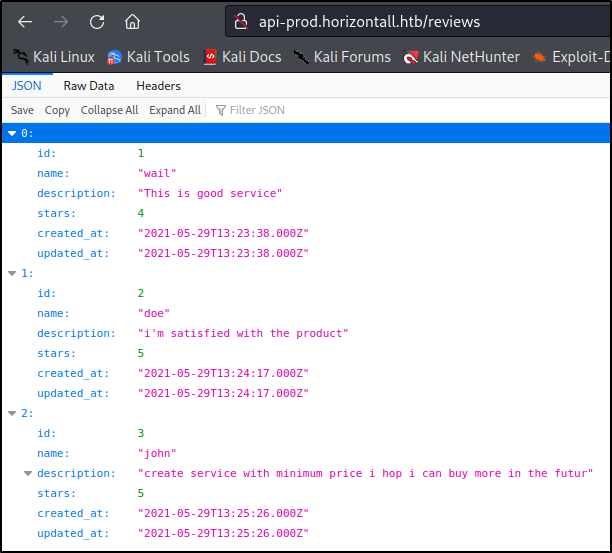 api-prod.horizontall.htb/reviews
Kali Linux Kali Tools Kali Docs Kali Forums Kali NetHunter Exploit-D
JSON Raw Data Headers
Save Copy Collapse All Expand All Filter JSON
0:
id: 1
name: "wail"
description: "This is good service"
stars: 4
created_at: "2021-05-29T13:23:38.000Z"
updated_at: "2021-05-29T13:23:38.000Z"
1:
id: 2
name: "doe"
description: "i'm satisfied with the product"
stars: 5
created_at: "2021-05-29T13:24:17.000Z"
updated_at: "2021-05-29T13:24:17.000Z"
2:
id: 3
name: "john"
description: "create service with minimum price i hop i can buy more in the futur"
stars: 5
created_at: "2021-05-29T13:25:26.000Z"
updated_at: "2021-05-29T13:25:26.000Z"